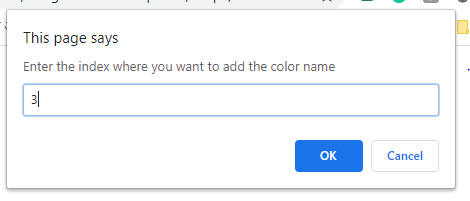 This page says
Enter the index where you want to add the color name
3
OK
Cancel